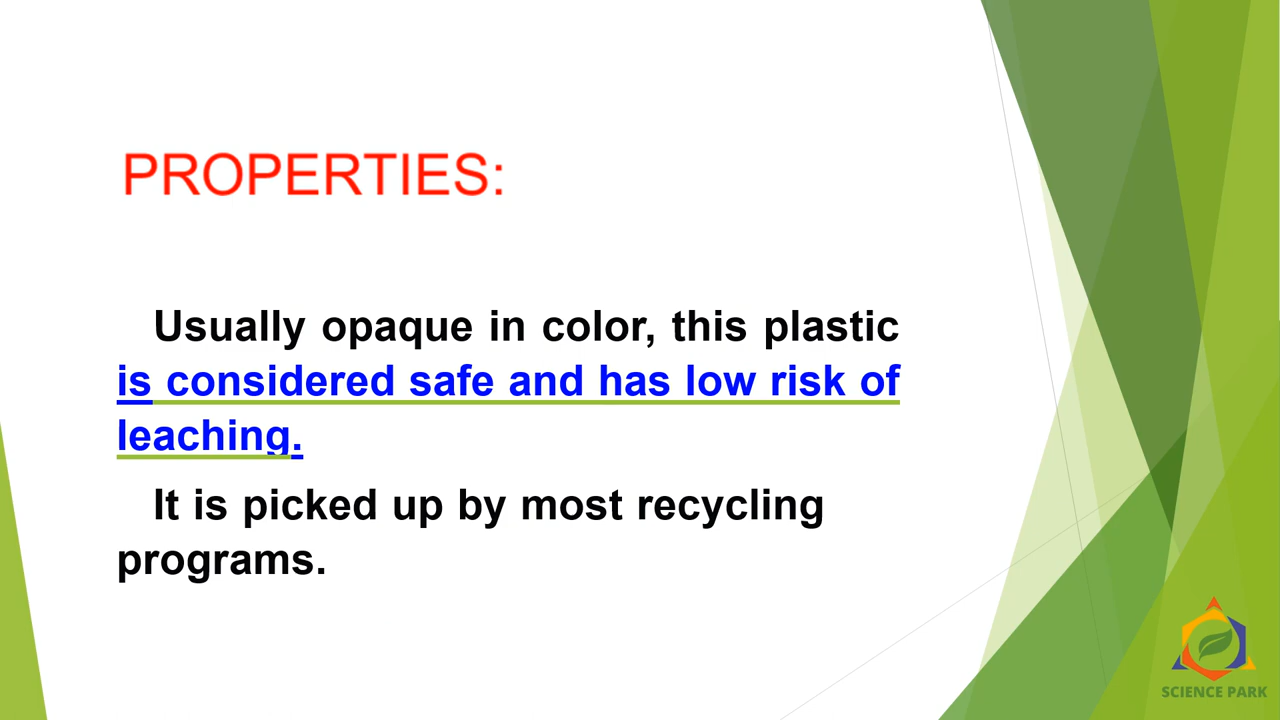 PROPERTIES:
Usually opaque in color, this plastic
is considered safe and has low risk of
leaching.
It is picked up by most recycling
programs.
SCIENCE PARK